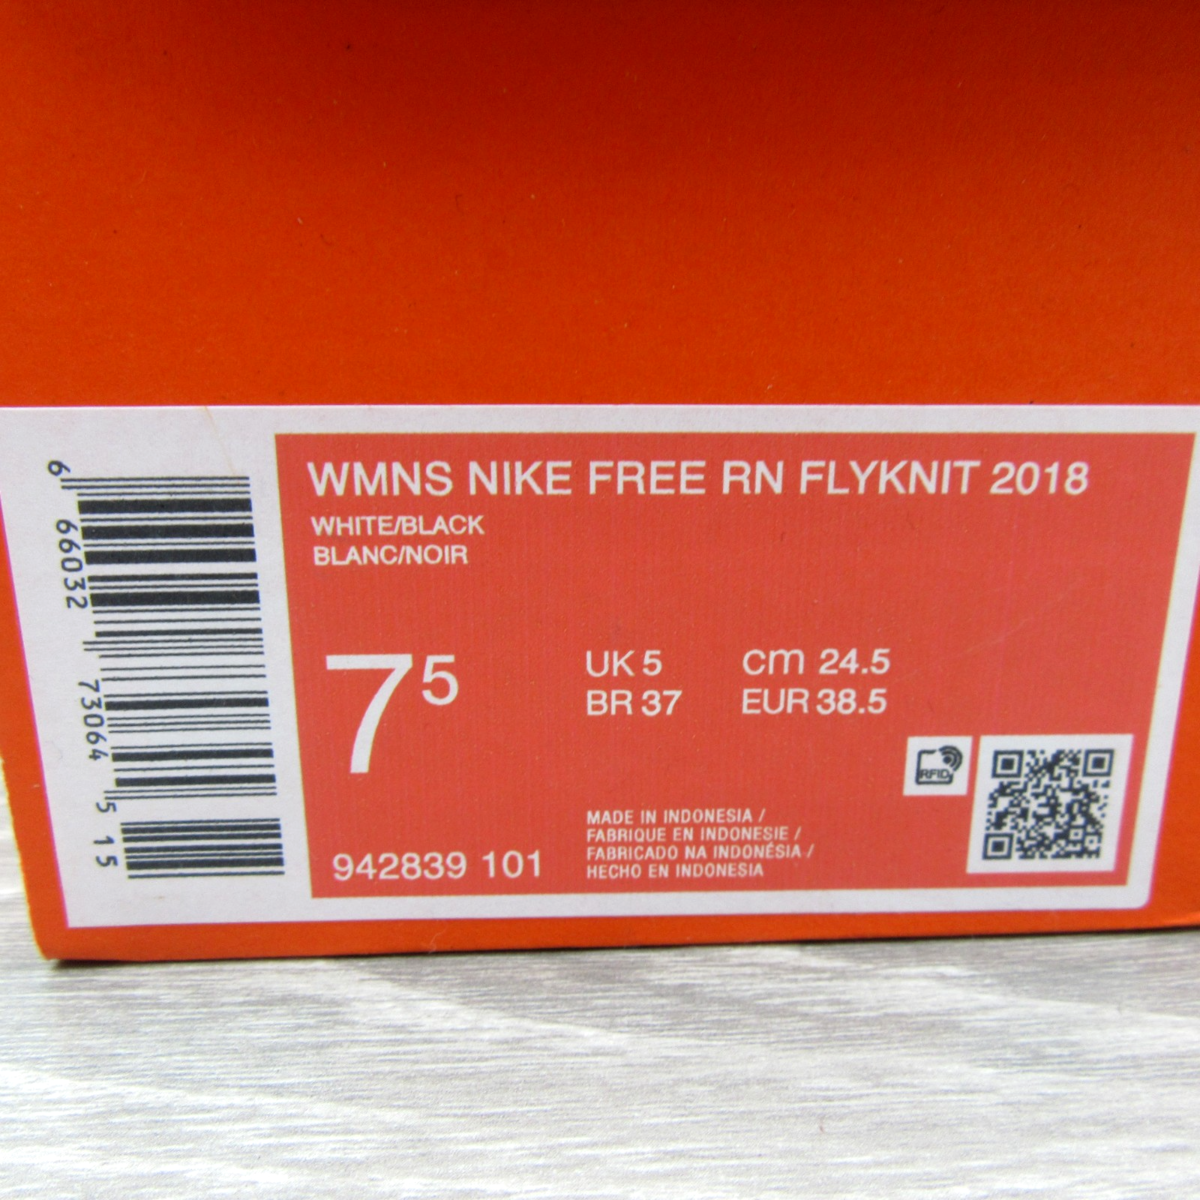 WMNS NIKE FREE RN FLYKNIT 2018
WHITE/BLACK
BLANC/NOIR
7 5
UK 5 cm 24.5
BR 37 EUR 38.5
RFID
MADE IN INDONESIA /
FABRIQUE EN INDONESIE /
FABRICADO NA INDONÉSIA /
HECHO EN INDONESIA
942839 101
6 66032 73064 5 15